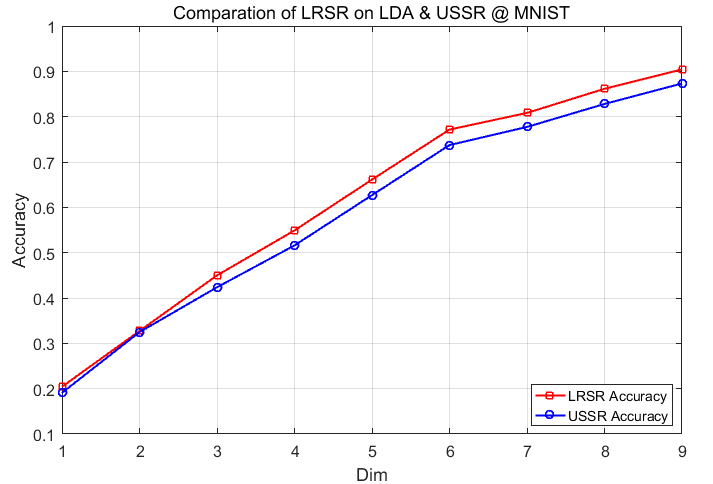 Comparation of LRSR on LDA & USSR @ MNIST
1
0.9
0.8
0.7
0.6
0.5
0.4
0.3
0.2
0.1
Accuracy
1 2 3 4 5 6 7 8 9
Dim
LRSR Accuracy
USSR Accuracy